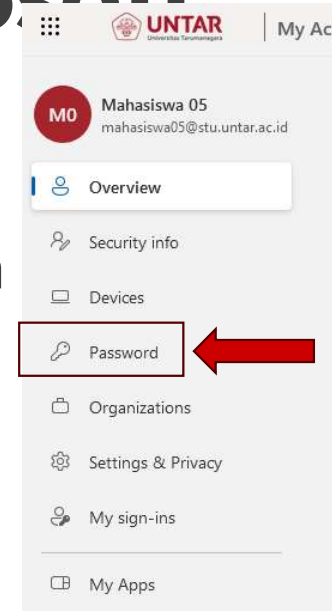 UNTAR
Universitas Tarumanagara
My Ac
M0
Mahasiswa 05
mahasiswa05@stu.untar.ac.id
Overview
Security info
Devices
Password
Organizations
Settings & Privacy
My sign-ins
My Apps